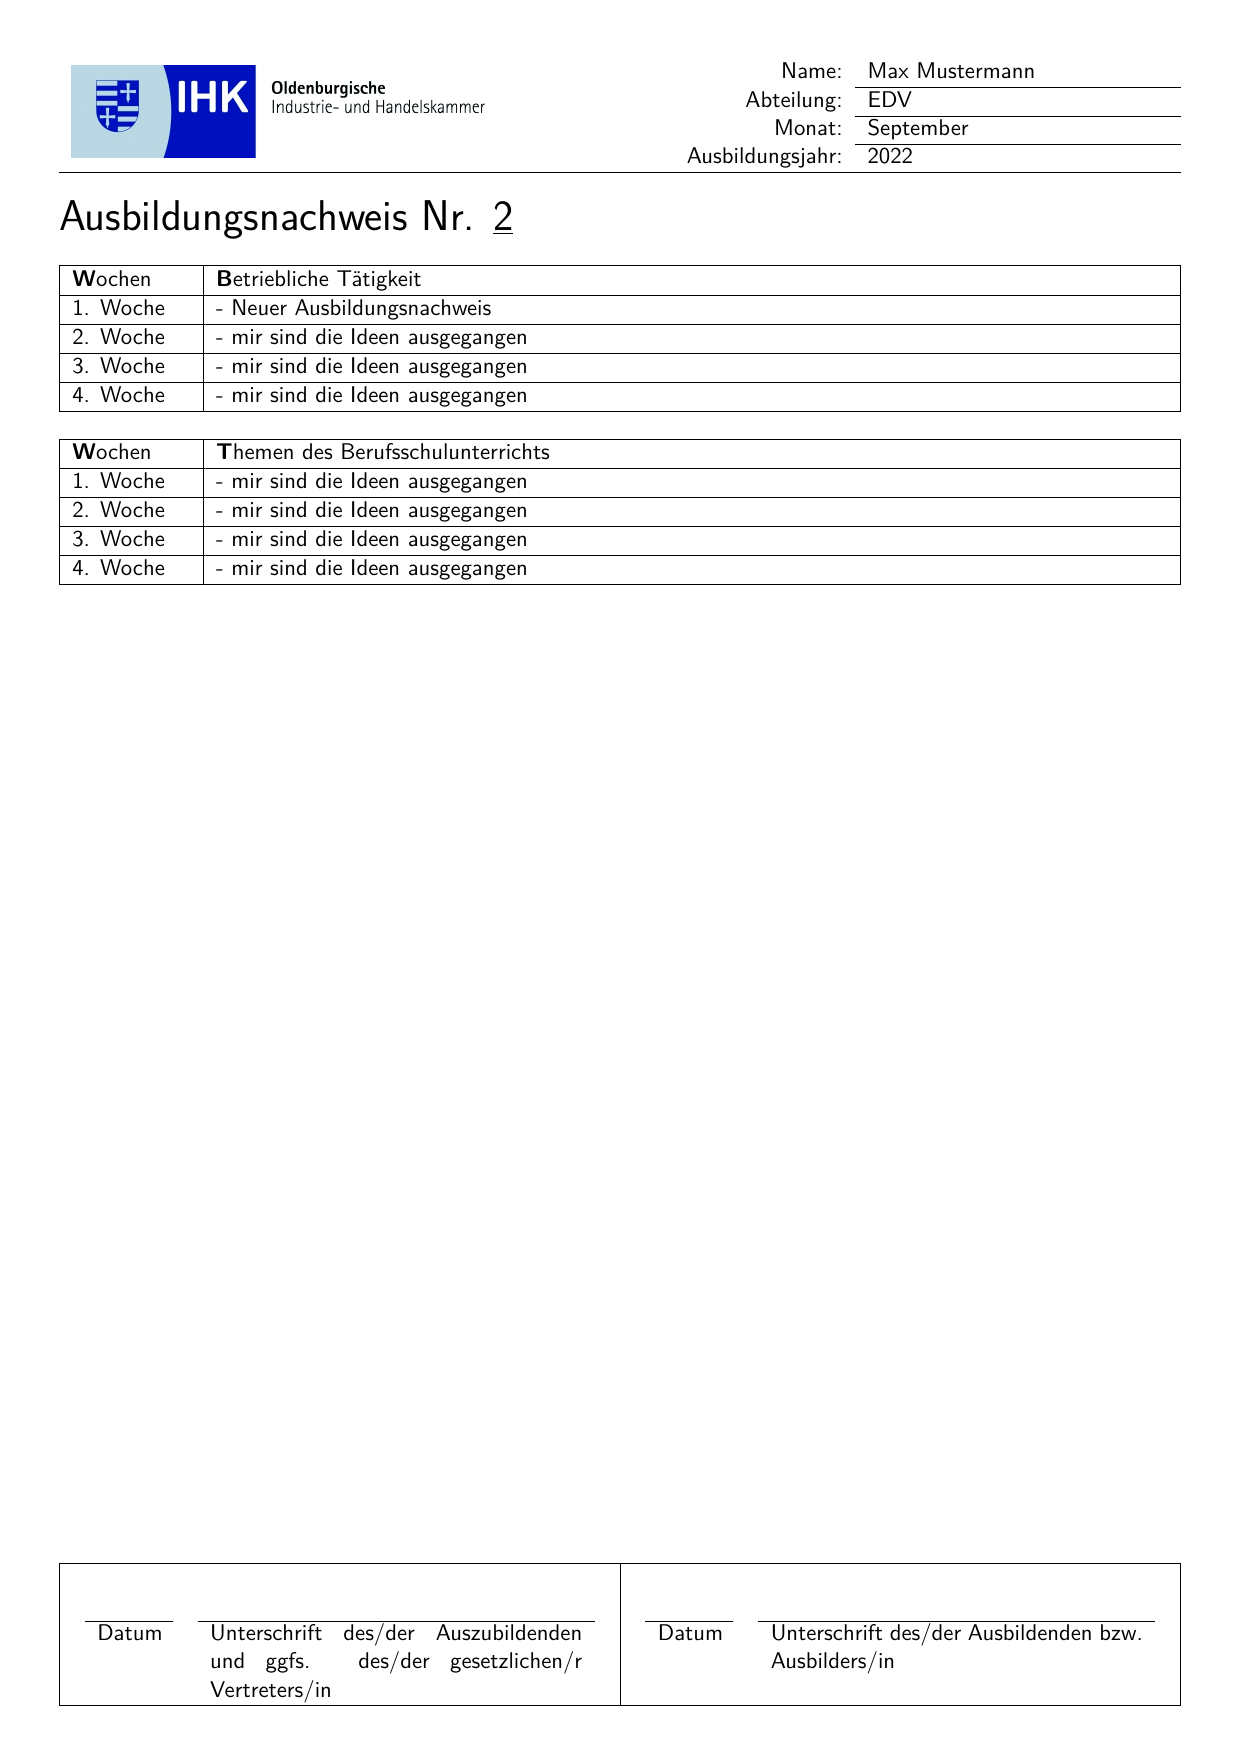 IHK
Oldenburgische
Industrie- und Handelskammer
Name: Max Mustermann
Abteilung: EDV
Monat: September
Ausbildungsjahr: 2022
Ausbildungsnachweis Nr. 2
Wochen Betriebliche Tätigkeit
1. Woche - Neuer Ausbildungsnachweis
2. Woche - mir sind die Ideen ausgegangen
3. Woche - mir sind die Ideen ausgegangen
4. Woche - mir sind die Ideen ausgegangen
Wochen Themen des Berufsschulunterrichts
1. Woche - mir sind die Ideen ausgegangen
2. Woche - mir sind die Ideen ausgegangen
3. Woche - mir sind die Ideen ausgegangen
4. Woche - mir sind die Ideen ausgegangen
Datum Unterschrift des/der Auszubildenden
und ggfs. des/der gesetzlichen/r
Vertreters/in
Datum Unterschrift des/der Ausbildenden bzw.
Ausbilders/in